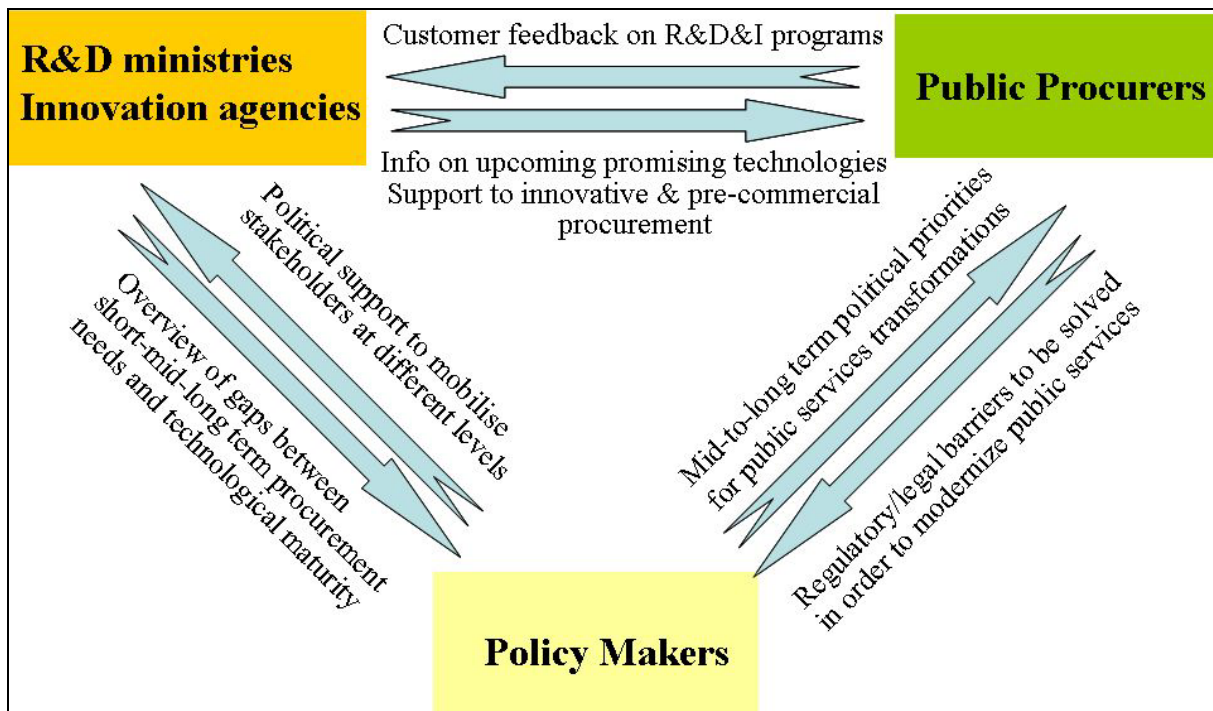 R&D ministries
Innovation agencies
Customer feedback on R&D&I programs
Public Procurers
Info on upcoming promising technologies
Support to innovative & pre-commercial
procurement
Political support to mobilise
stakeholders at different levels
Overview of gaps between
short-mid-long term procurement
needs and technological maturity
Mid-to-long term political priorities
for public services transformations
Regulatory/legal barriers to be solved
in order to modernize public services
Policy Makers